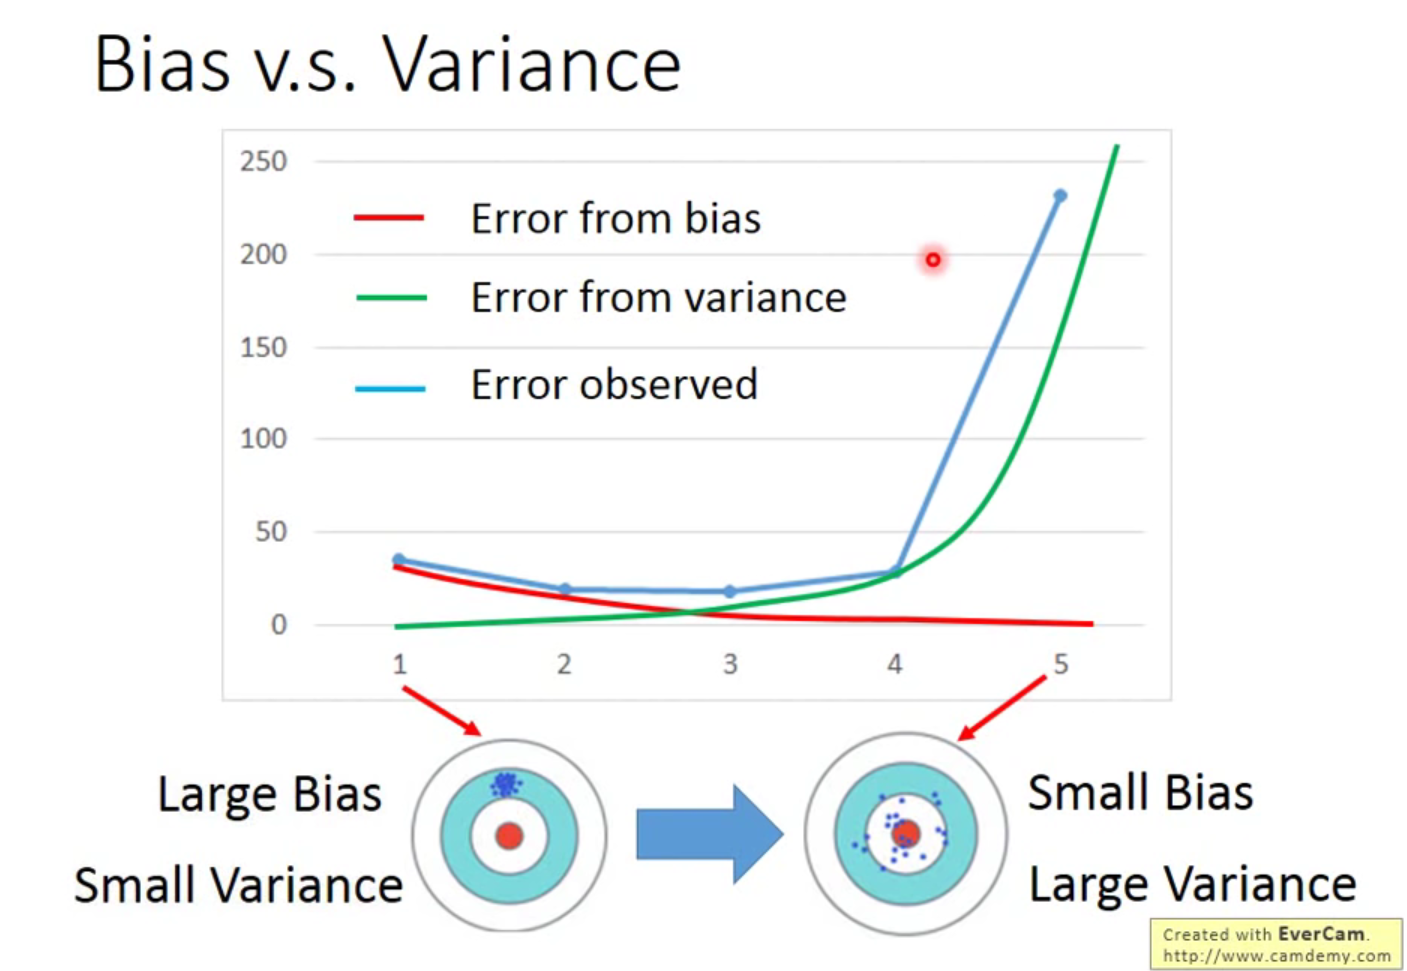 Bias v.s. Variance
250
200
150
100
50
0
Error from bias
Error from variance
Error observed
1 2 3 4 5
Large Bias
Small Variance
Small Bias
Large Variance
Created with EverCam.
http://www.camdemy.com